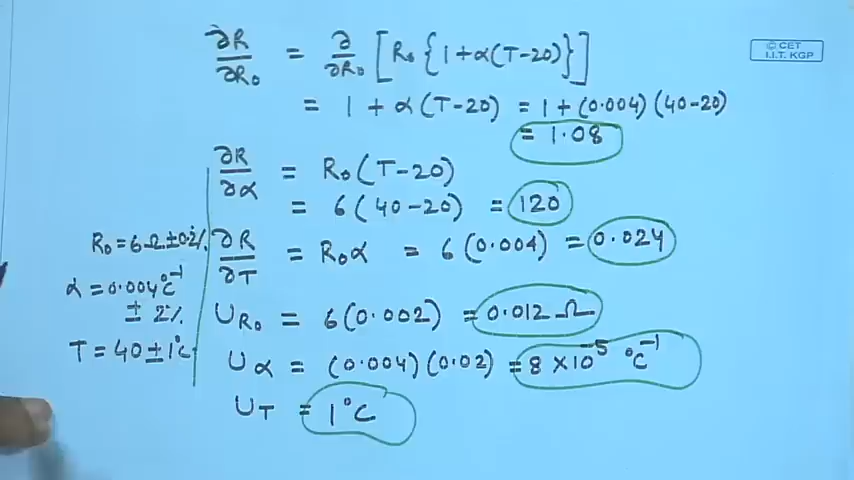 ∂R/∂R₀ = ∂/∂R₀ [R₀{1+α(T-20)}]
© CET
I.I.T. KGP
= 1 + α(T-20) = 1+(0.004)(40-20)
= 1.08
∂R/∂α = R₀(T-20)
= 6(40-20) = 120
R₀=6Ω±0.2%
∂R/∂T = R₀α = 6(0.004) = 0.024
α=0.004°C⁻¹
± 2%
U_R₀ = 6(0.002) = 0.012 Ω
T=40±1°C
U_α = (0.004)(0.02) = 8×10⁻⁵ °C⁻¹
U_T = 1°C